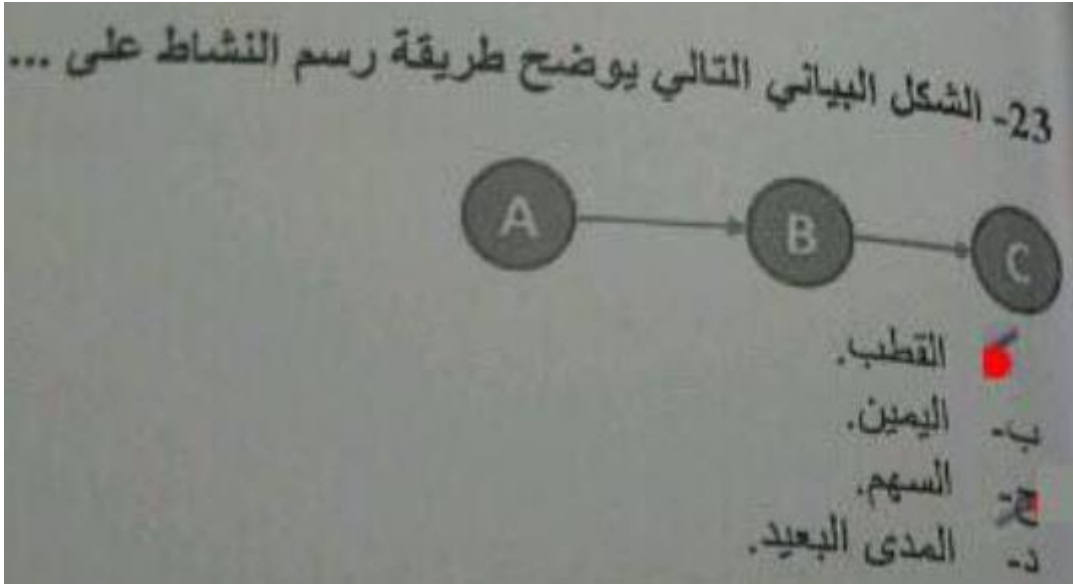 23- الشكل البياني التالي يوضح طريقة رسم النشاط على ...
A B C
القطب.
ب- اليمين.
ج- السهم.
د- المدى البعيد.